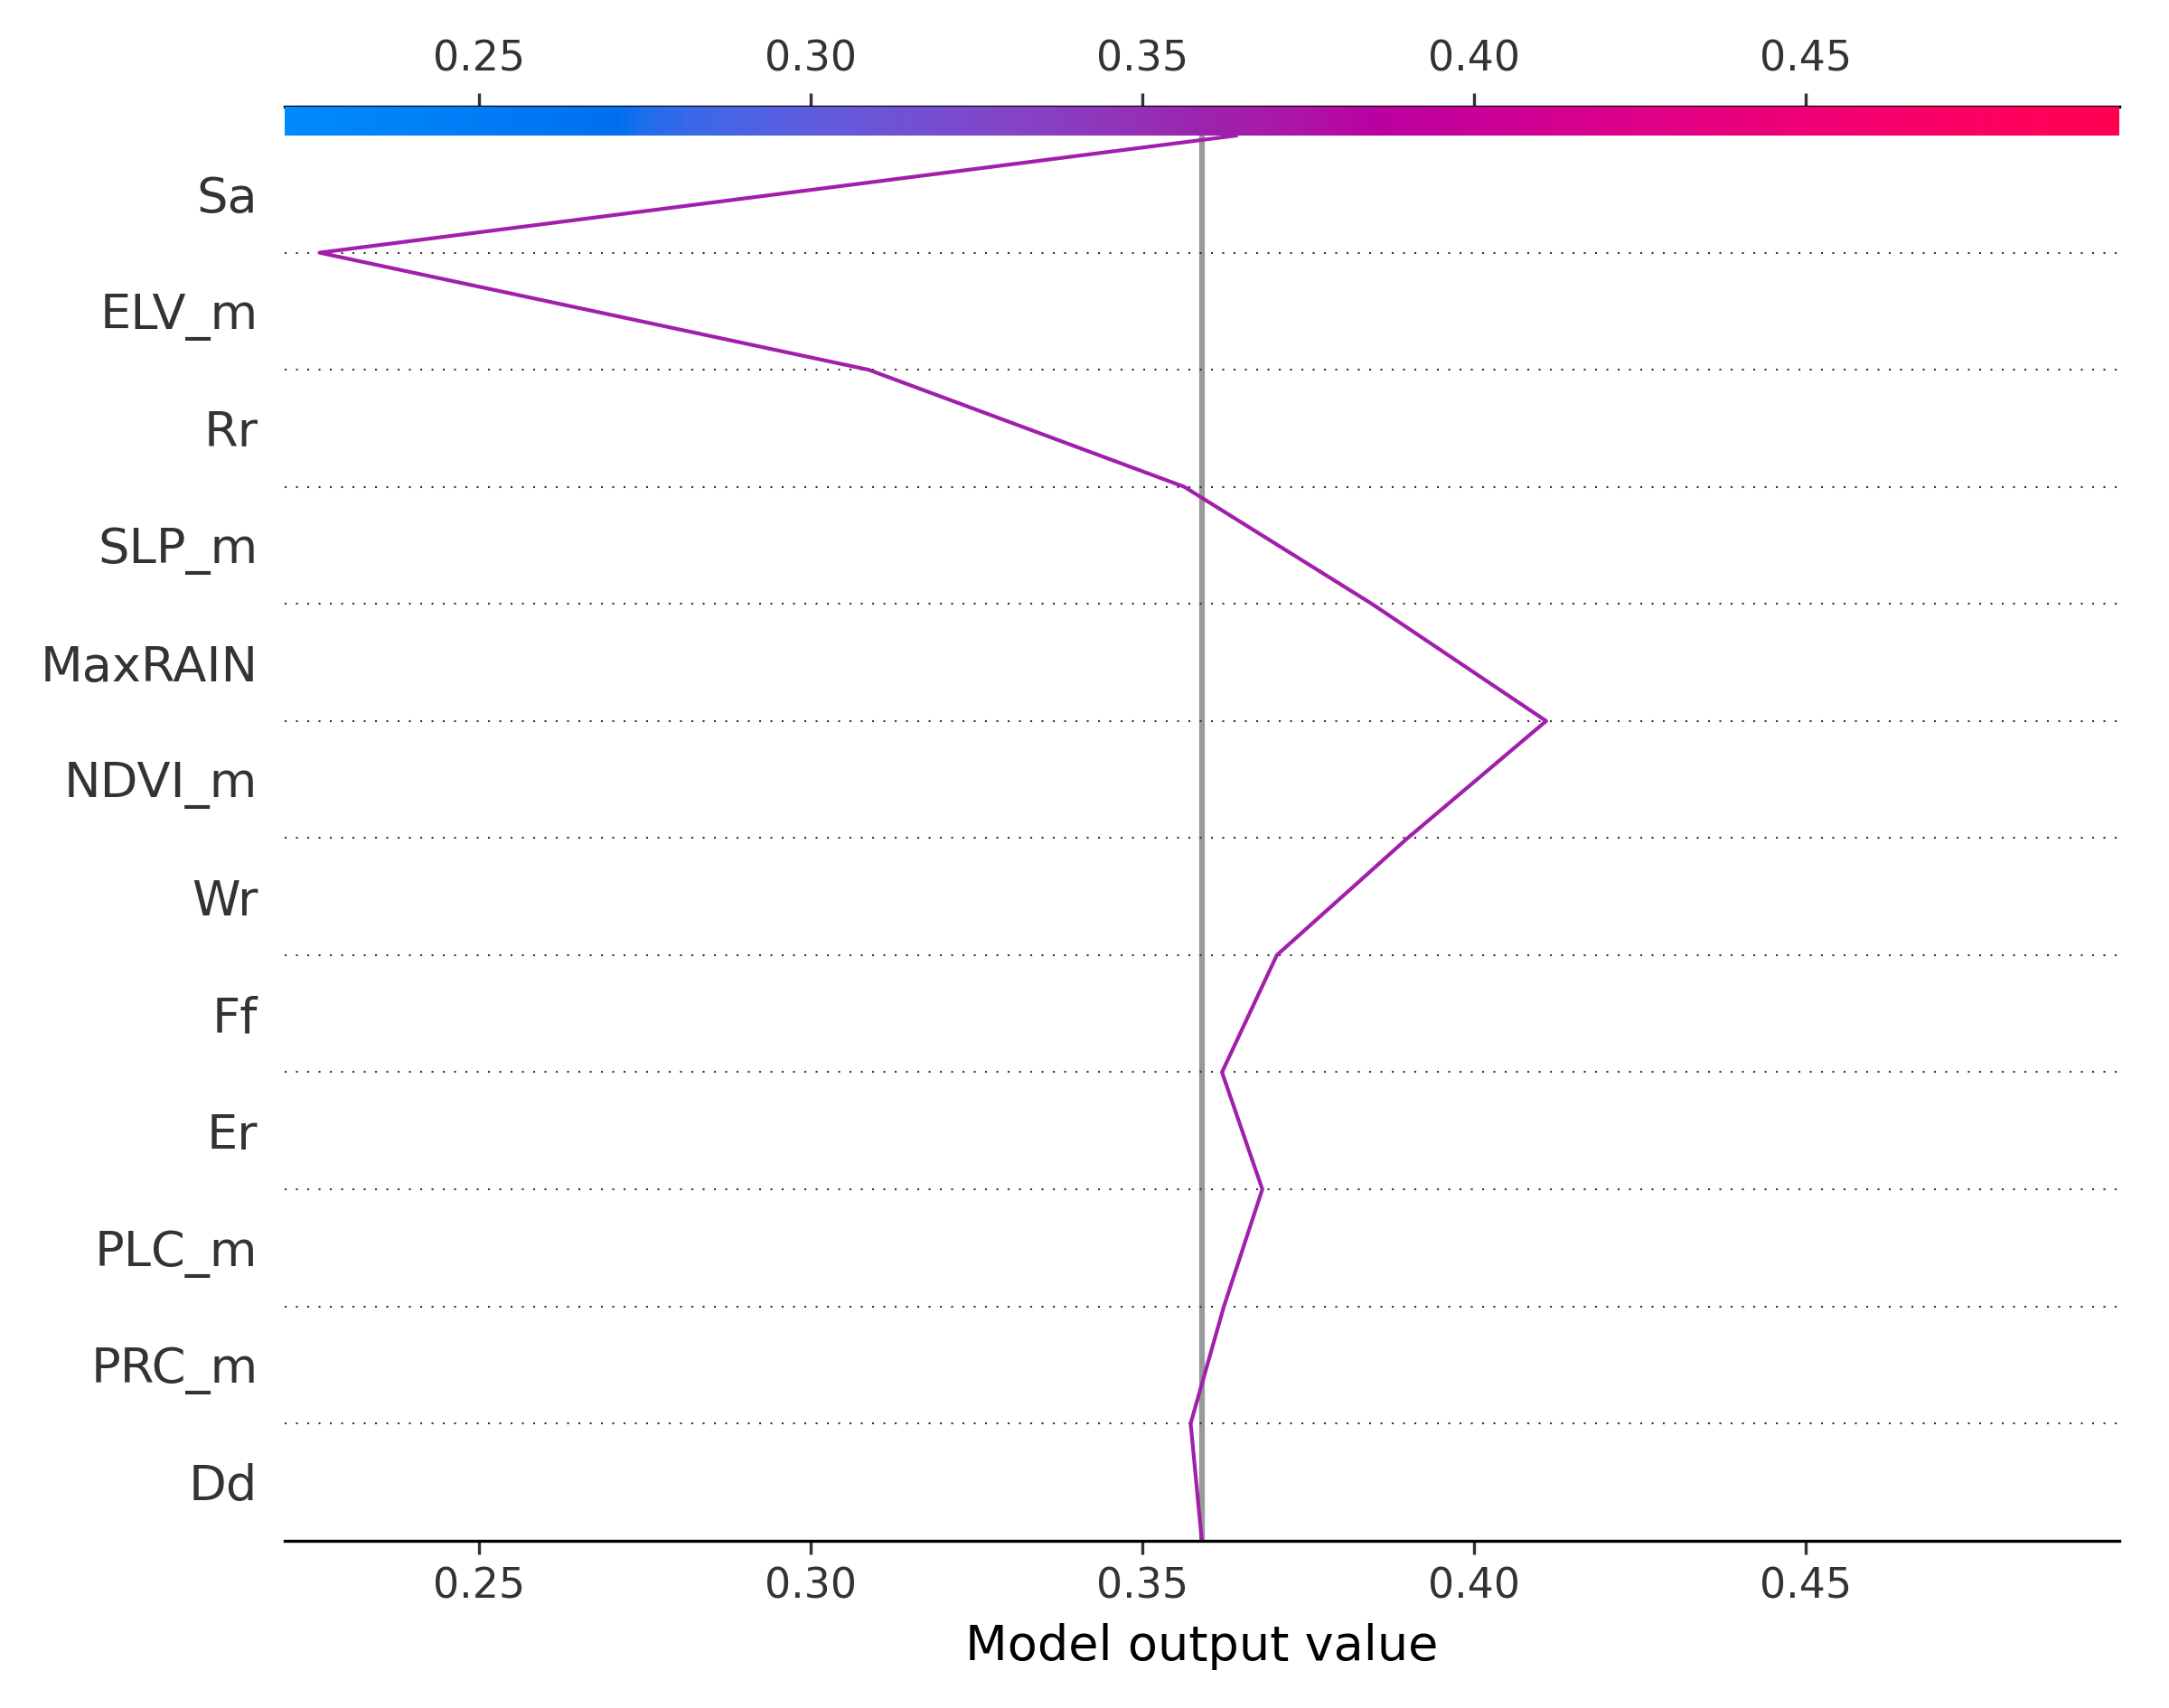 0.25 0.30 0.35 0.40 0.45
Sa
ELV_m
Rr
SLP_m
MaxRAIN
NDVI_m
Wr
Ff
Er
PLC_m
PRC_m
Dd
0.25 0.30 0.35 0.40 0.45
Model output value